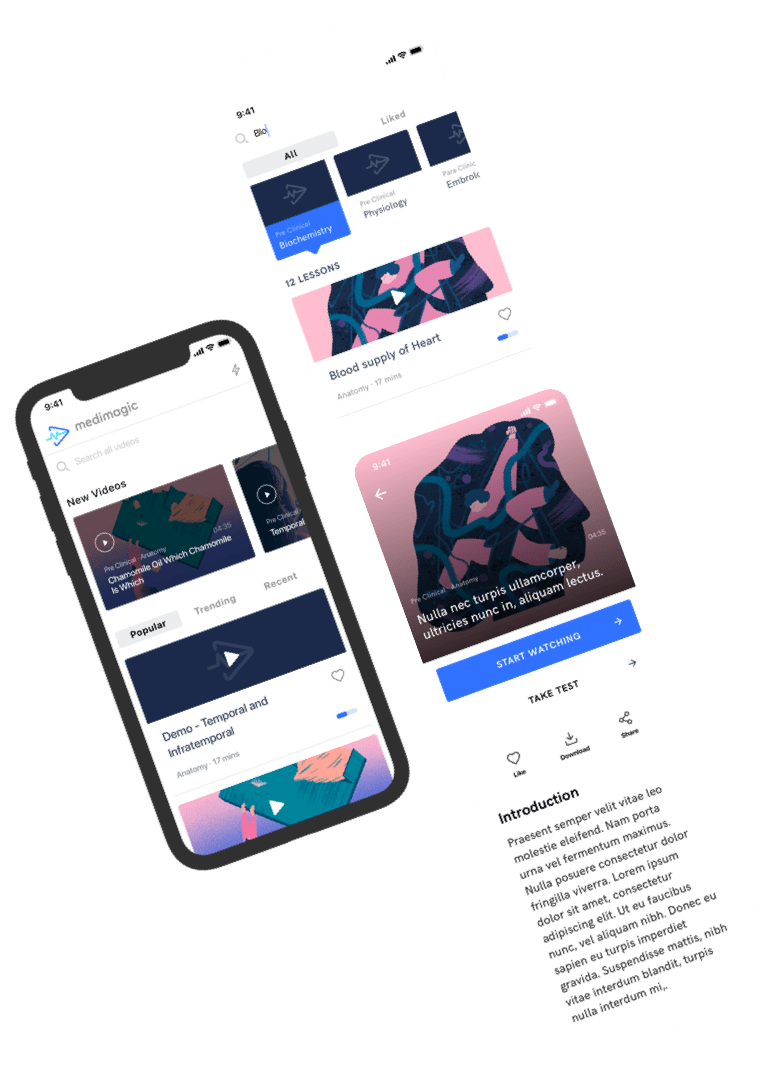 9:41
Blo
All
Liked
Pre Clinical
Biochemistry
Pre Clinical
Physiology
Para Clinic
Embrolo
12 LESSONS
Blood supply of Heart
Anatomy · 17 mins
9:41
medimagic
Search all videos
New Videos
04:35
Pre Clinical · Anatomy
Chamomile Oil Which Chamomile
Is Which
Pre Clinical
Temporal
Popular
Trending
Recent
Demo - Temporal and
Infratemporal
Anatomy · 17 mins
9:41
04:35
Pre Clinical · Anatomy
Nulla nec turpis ullamcorper,
ultricies nunc in, aliquam lectus.
START WATCHING
TAKE TEST
Like
Download
Share
Introduction
Praesent semper velit vitae leo
molestie eleifend. Nam porta
urna vel fermentum maximus.
Nulla posuere consectetur dolor
fringilla viverra. Lorem ipsum
dolor sit amet, consectetur
adipiscing elit. Ut eu faucibus
nunc, vel aliquam nibh. Donec eu
sapien eu turpis imperdiet
gravida. Suspendisse mattis, nibh
vitae interdum blandit, turpis
nulla interdum mi,.